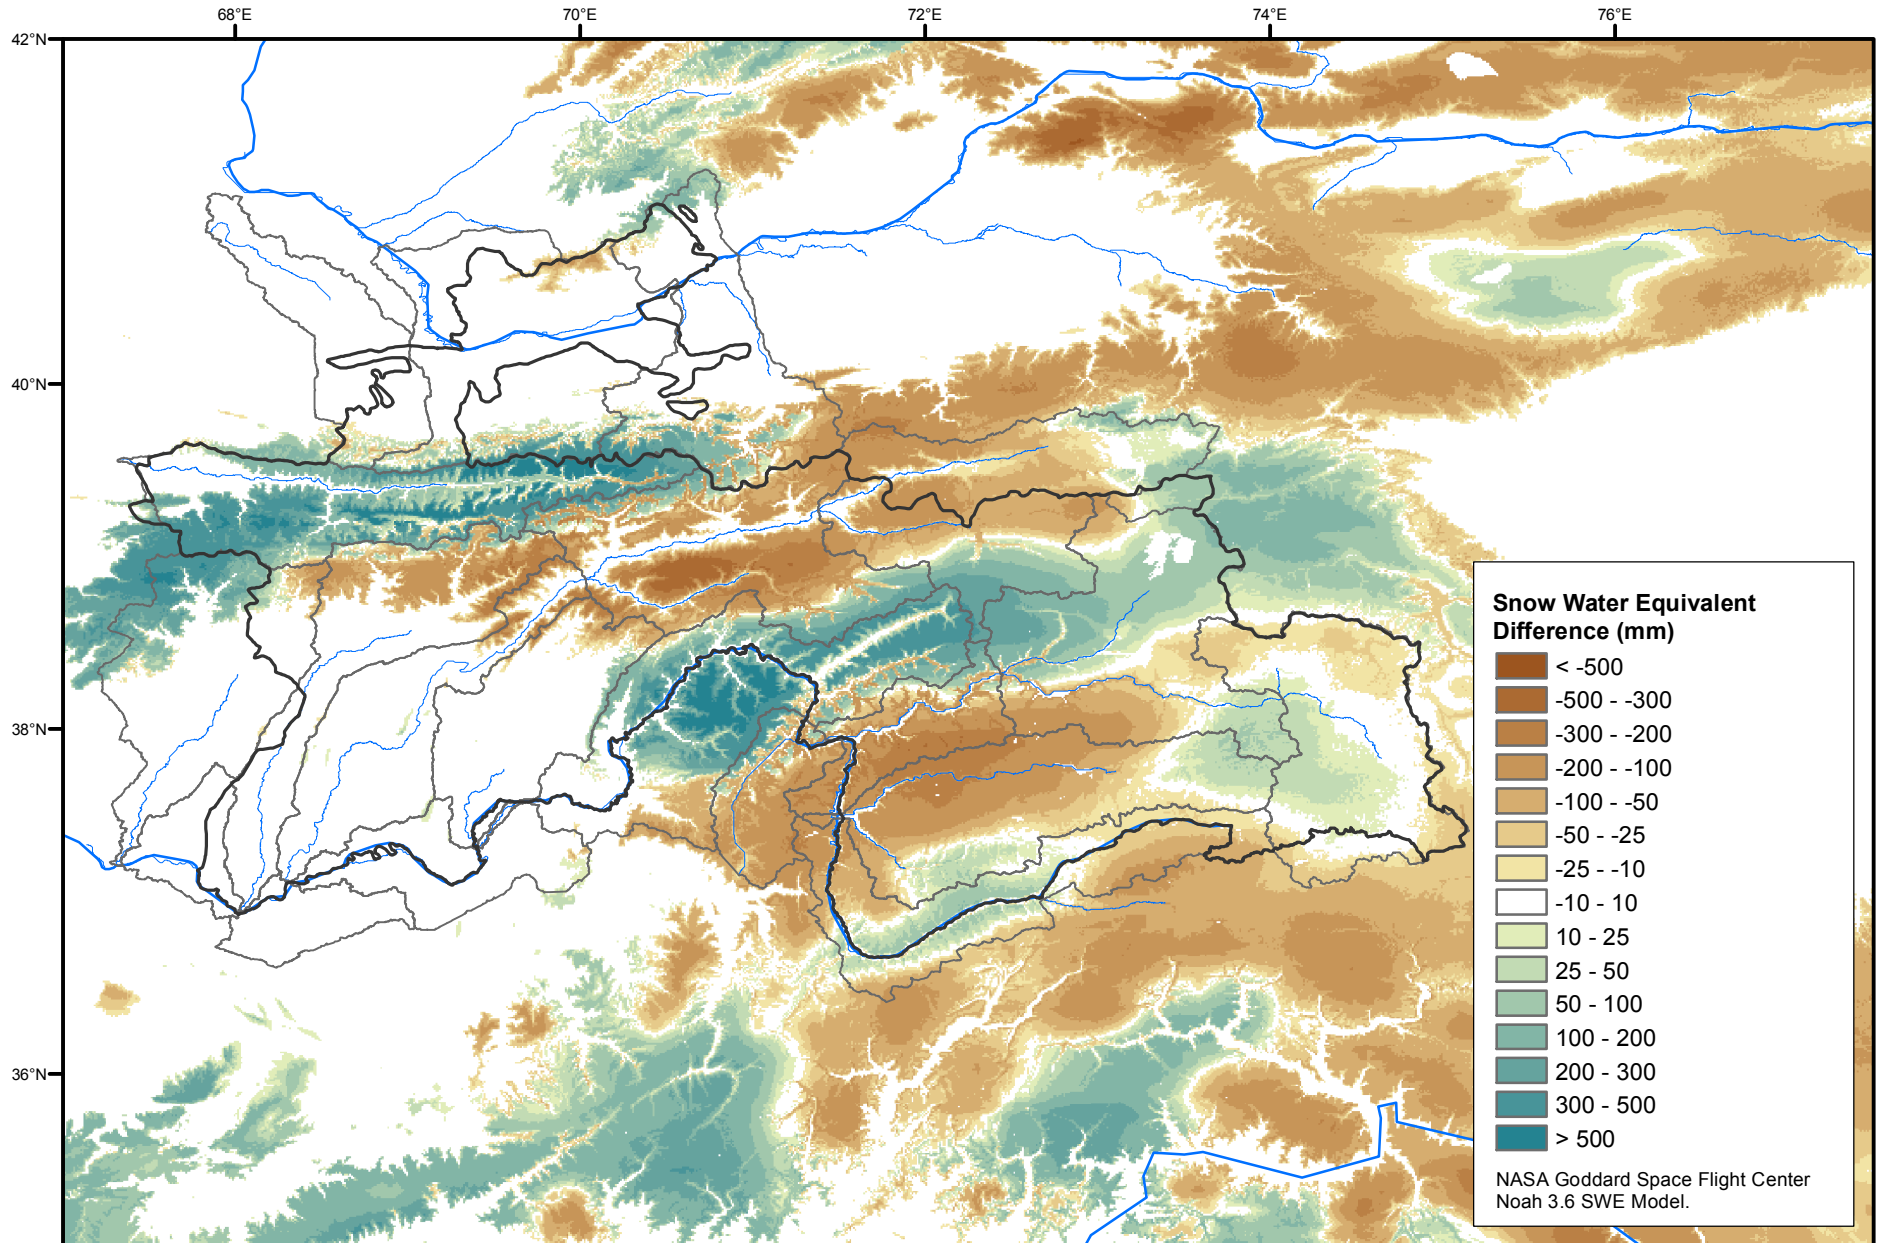 68°E 70°E 72°E 74°E 76°E
42°N
40°N
38°N
36°N
Snow Water Equivalent
Difference (mm)
< -500
-500 - -300
-300 - -200
-200 - -100
-100 - -50
-50 - -25
-25 - -10
-10 - 10
10 - 25
25 - 50
50 - 100
100 - 200
200 - 300
300 - 500
> 500
NASA Goddard Space Flight Center
Noah 3.6 SWE Model.